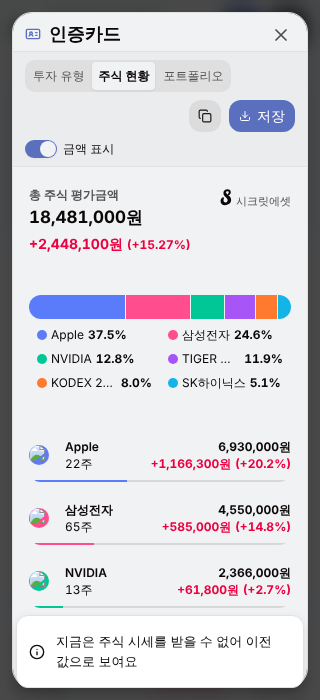 인증카드
투자 유형 주식 현황 포트폴리오
저장
금액 표시
총 주식 평가금액
시크릿에셋
18,481,000원
+2,448,100원 (+15.27%)
Apple 37.5% 삼성전자 24.6%
NVIDIA 12.8% TIGER ... 11.9%
KODEX 2... 8.0% SK하이닉스 5.1%
Apple 6,930,000원
22주 +1,166,300원 (+20.2%)
삼성전자 4,550,000원
65주 +585,000원 (+14.8%)
NVIDIA 2,366,000원
13주 +61,800원 (+2.7%)
지금은 주식 시세를 받을 수 없어 이전
값으로 보여요